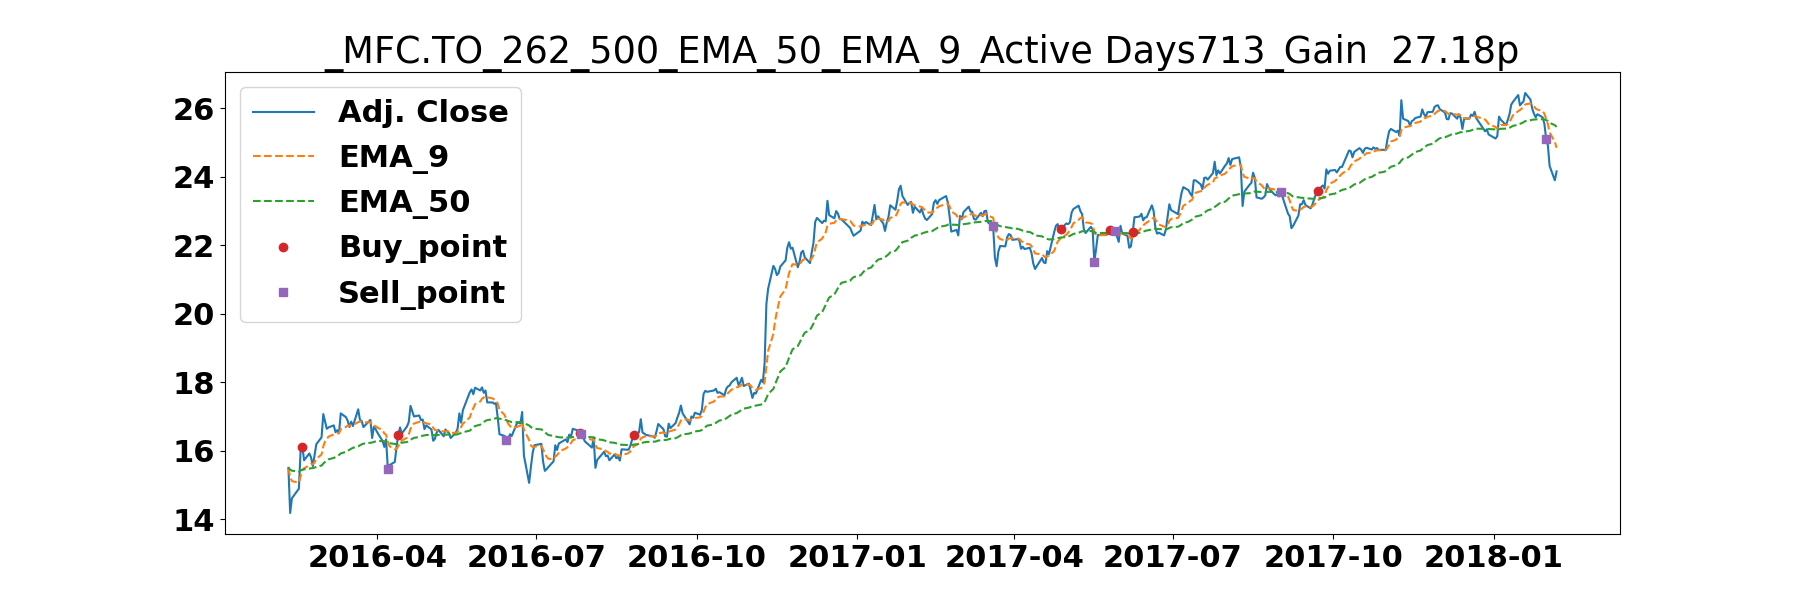 _MFC.TO_262_500_EMA_50_EMA_9_Active Days713_Gain  27.18p
Adj. Close
EMA_9
EMA_50
Buy_point
Sell_point
26
24
22
20
18
16
14
2016-04 2016-07 2016-10 2017-01 2017-04 2017-07 2017-10 2018-01